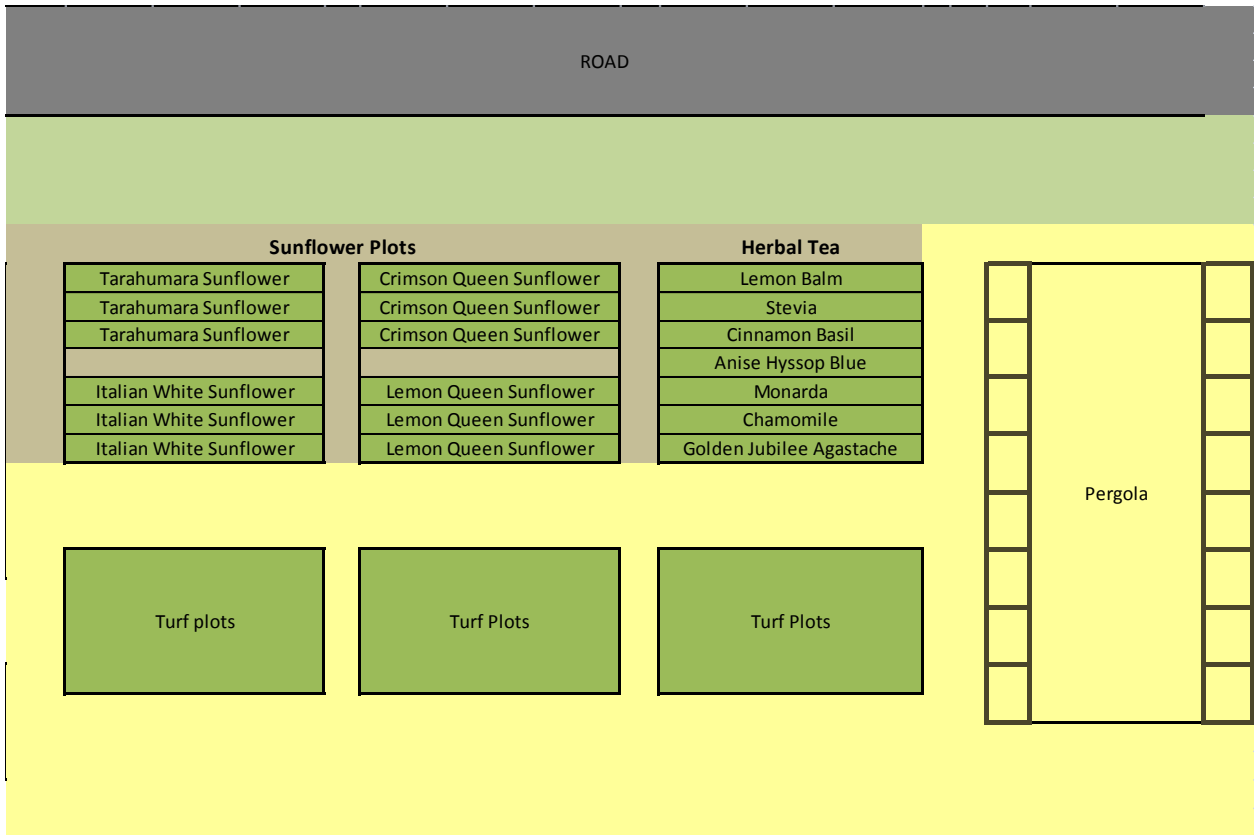 ROAD
Sunflower Plots
Herbal Tea
Tarahumara Sunflower
Crimson Queen Sunflower
Lemon Balm
Tarahumara Sunflower
Crimson Queen Sunflower
Stevia
Tarahumara Sunflower
Crimson Queen Sunflower
Cinnamon Basil
Anise Hyssop Blue
Italian White Sunflower
Lemon Queen Sunflower
Monarda
Italian White Sunflower
Lemon Queen Sunflower
Chamomile
Italian White Sunflower
Lemon Queen Sunflower
Golden Jubilee Agastache
Pergola
Turf plots
Turf Plots
Turf Plots